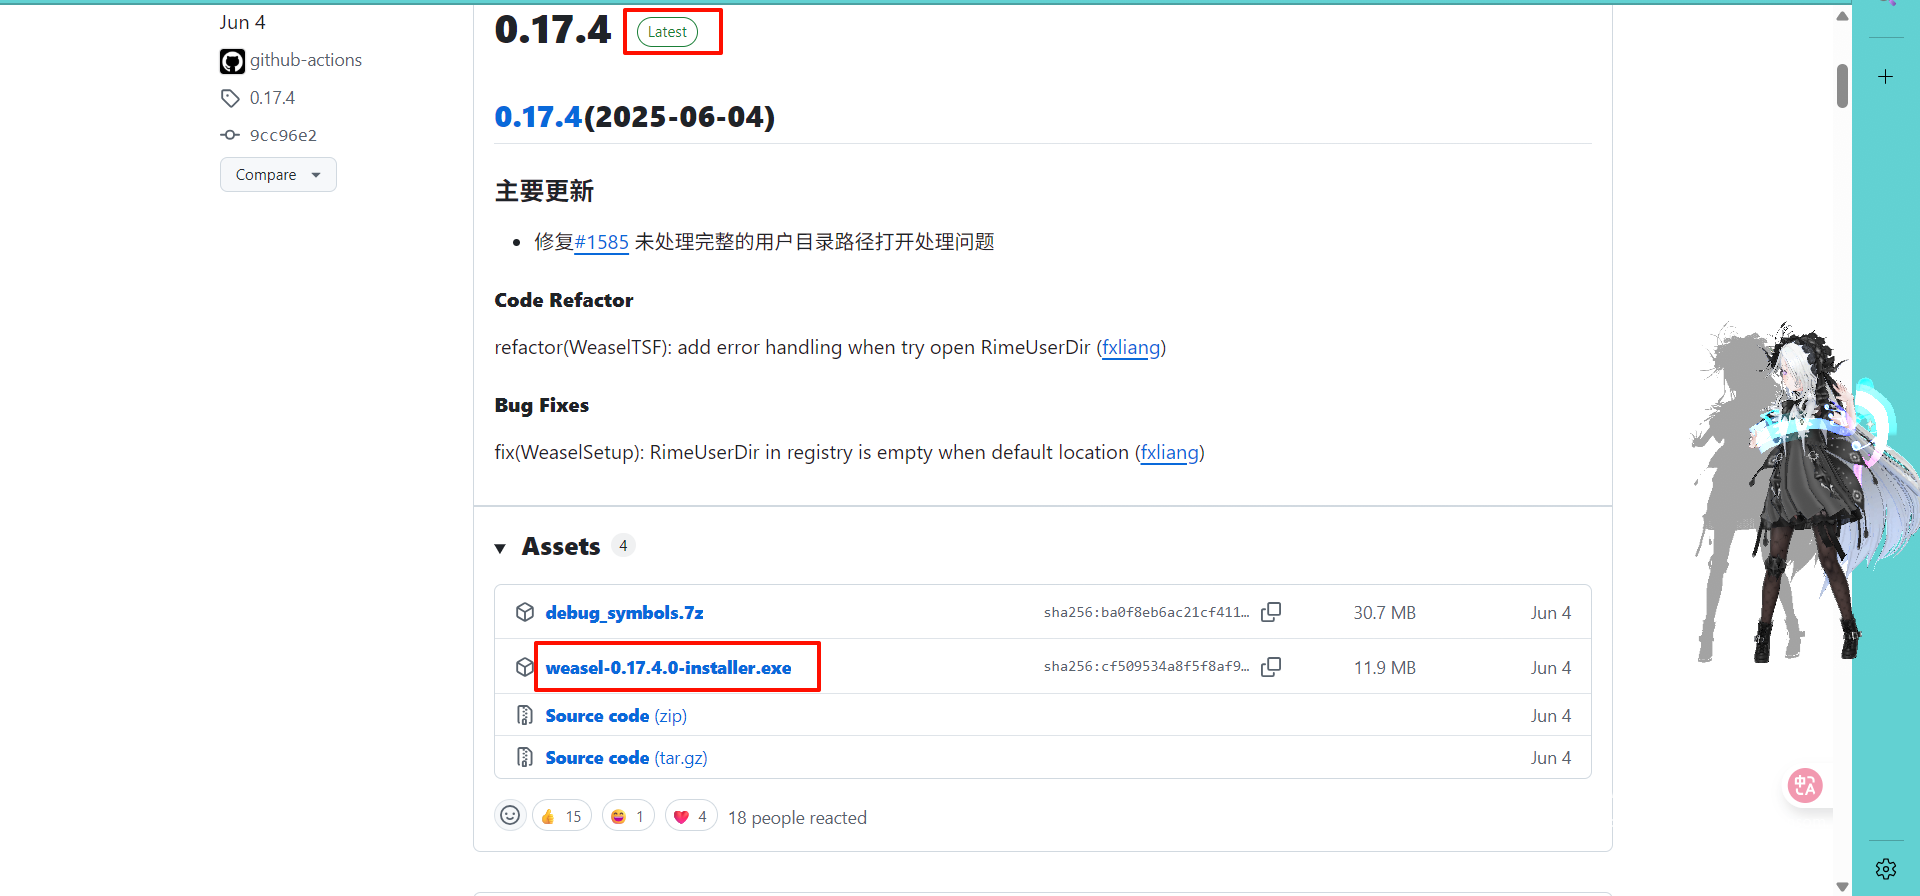 Jun 4
github-actions
0.17.4
9cc96e2
Compare
0.17.4 Latest
0.17.4(2025-06-04)
主要更新
修复#1585 未处理完整的用户目录路径打开处理问题
Code Refactor
refactor(WeaselTSF): add error handling when try open RimeUserDir (fxliang)
Bug Fixes
fix(WeaselSetup): RimeUserDir in registry is empty when default location (fxliang)
Assets 4
debug_symbols.7z sha256:ba0f8eb6ac21cf411... 30.7 MB Jun 4
weasel-0.17.4.0-installer.exe sha256:cf509534a8f5f8af9... 11.9 MB Jun 4
Source code (zip) Jun 4
Source code (tar.gz) Jun 4
👍 15 😄 1 ❤️ 4 18 people reacted
中A